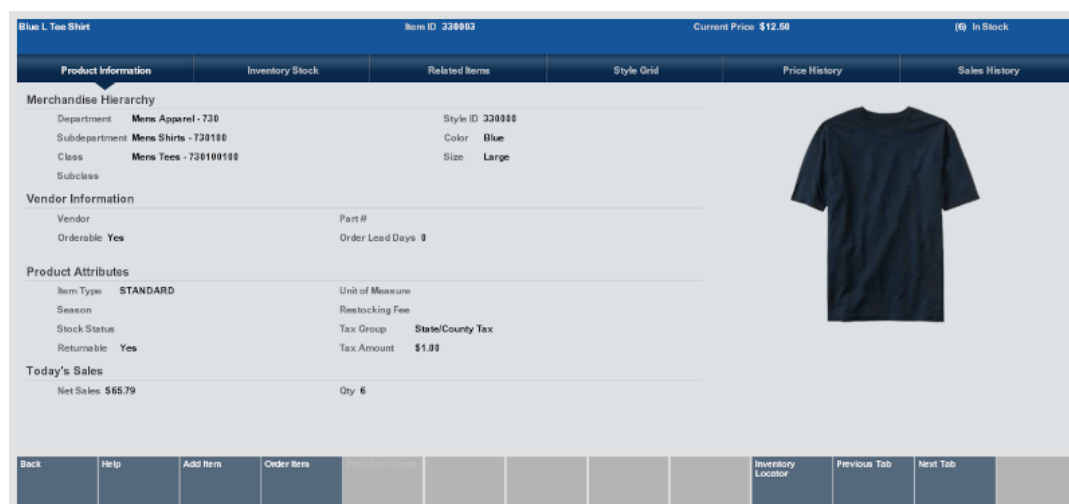 Blue L Tee Shirt Item ID 330003 Current Price $12.50 (6) In Stock
Product Information Inventory Stock Related Items Style Grid Price History Sales History
Merchandise Hierarchy
Department Mens Apparel - 730 Style ID 330000
Subdepartment Mens Shirts - 730100 Color Blue
Class Mens Tees - 730100100 Size Large
Subclass
Vendor Information
Vendor Part #
Orderable Yes Order Lead Days 0
Product Attributes
Item Type STANDARD Unit of Measure
Season Restocking Fee
Stock Status Tax Group State/County Tax
Returnable Yes Tax Amount $1.00
Today's Sales
Net Sales $65.79 Qty 6
Back Help Add Item Order Item Inventory Previous Tab Next Tab
Locator